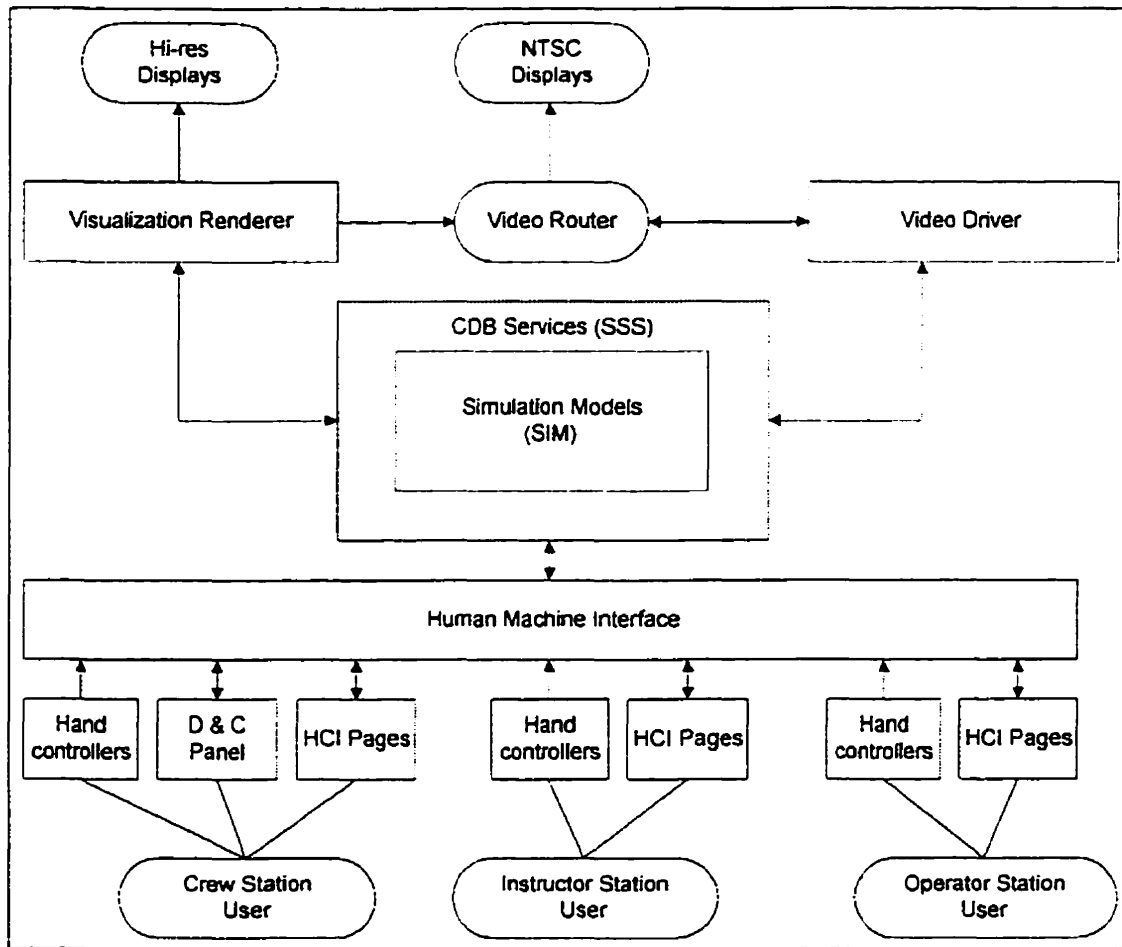 Hi-res
Displays
NTSC
Displays
Visualization Renderer
Video Router
Video Driver
CDB Services (SSS)
Simulation Models
(SIM)
Human Machine Interface
Hand
controllers
D & C
Panel
HCI Pages
Hand
controllers
HCI Pages
Hand
controllers
HCI Pages
Crew Station
User
Instructor Station
User
Operator Station
User